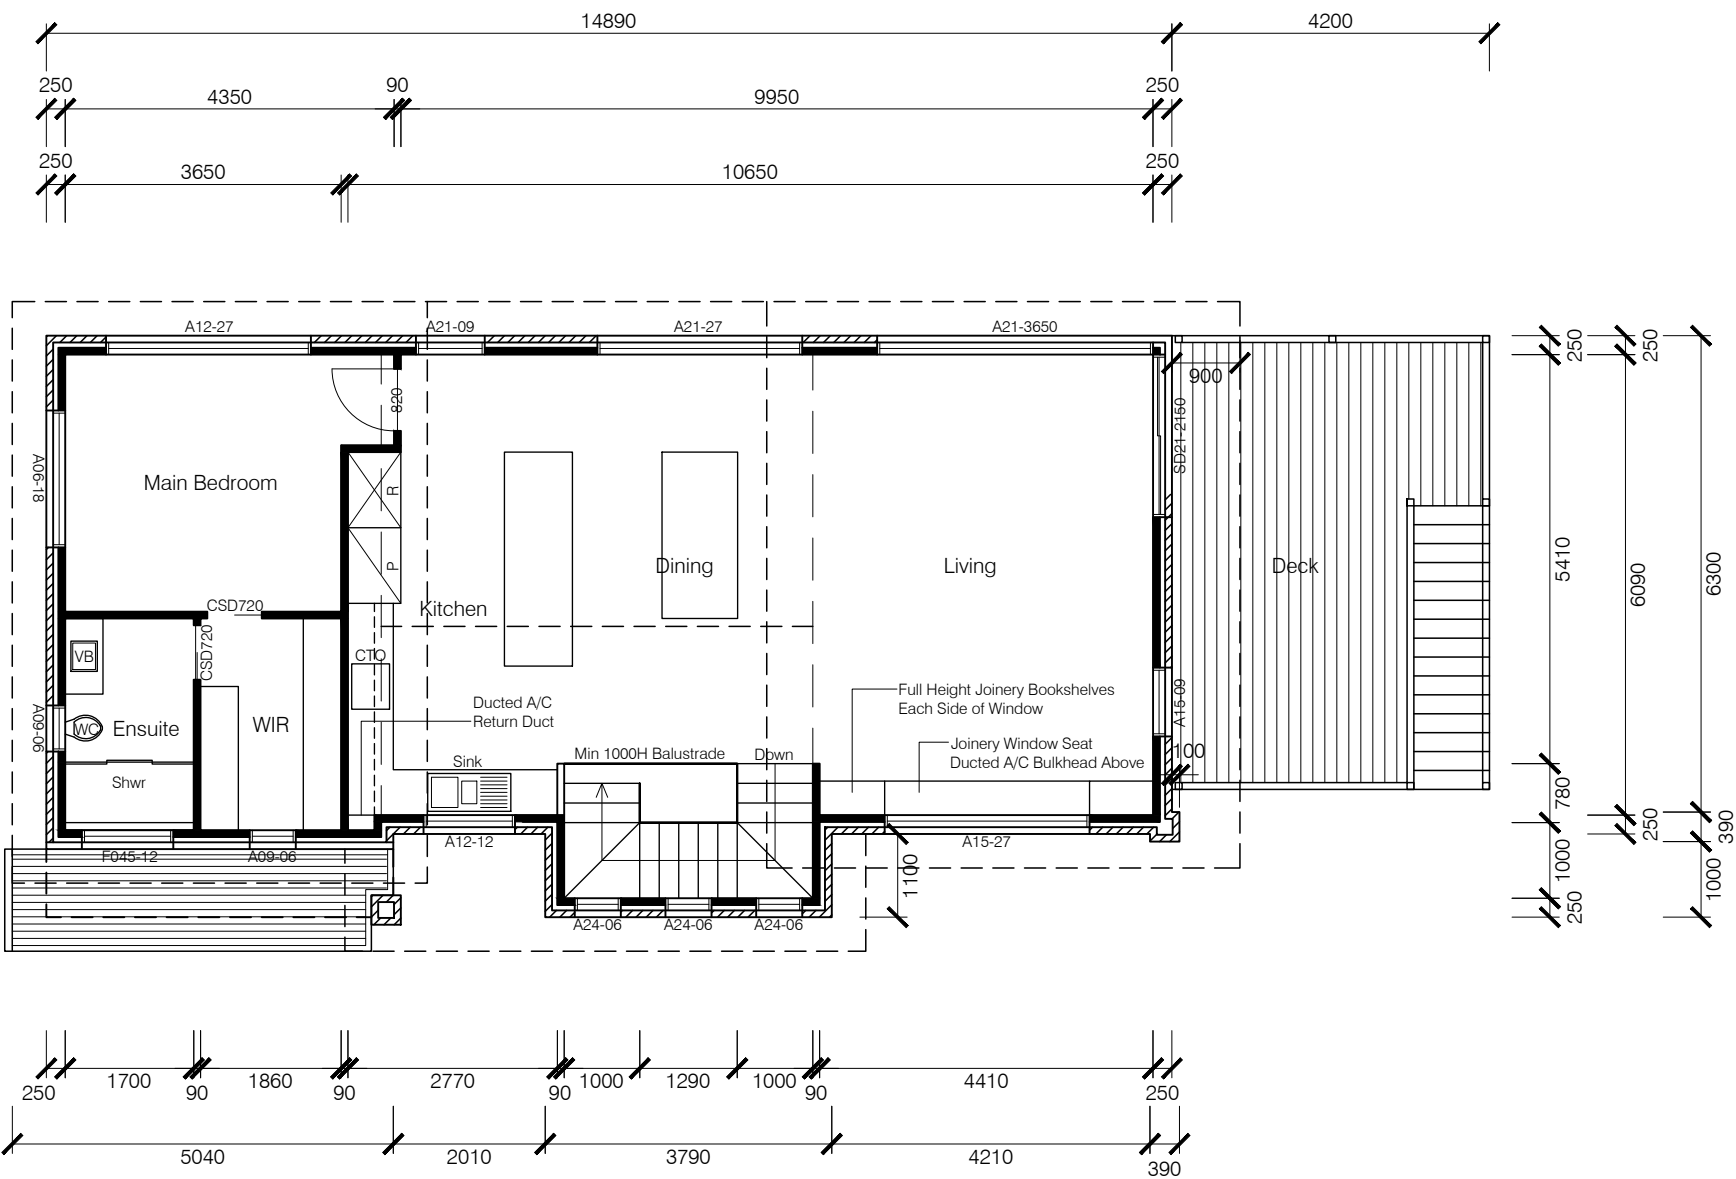 14890
4200
250
4350
90
9950
250
250
3650
10650
250
A12-27
A21-09
A21-27
A21-3650
820
900
SD21-2150
A06-18
Main Bedroom
R
P
Dining
Living
Deck
Kitchen
CSD720
CSD720
VB
CTO
WC
Ensuite
WIR
A09-06
Shwr
Ducted A/C
Return Duct
Full Height Joinery Bookshelves
Each Side of Window
Joinery Window Seat
Ducted A/C Bulkhead Above
A15-09
100
Sink
Min 1000H Balustrade
Down
F045-12
A09-06
A12-12
A15-27
1100
A24-06
A24-06
A24-06
250
250
5410
6090
6300
780
250
390
1000
1000
250
250
1700
90
1860
90
2770
90
1000
1290
1000
90
4410
250
5040
2010
3790
4210
390